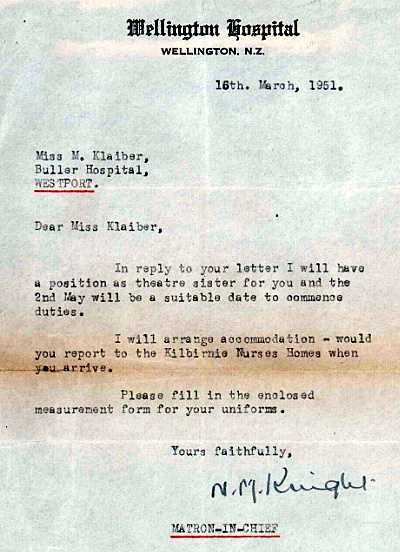 Wellington Hospital
WELLINGTON, N.Z.
16th. March, 1951.
Miss M. Klaiber,
Buller Hospital,
WESTPORT.
Dear Miss Klaiber,
In reply to your letter I will have
a position as theatre sister for you and the
2nd May will be a suitable date to commence
duties.
I will arrange accommodation - would
you report to the Kilbirnie Nurses Homes when
you arrive.
Please fill in the enclosed
measurement form for your uniforms.
Yours faithfully,
N.M. Knight.
MATRON-IN-CHIEF